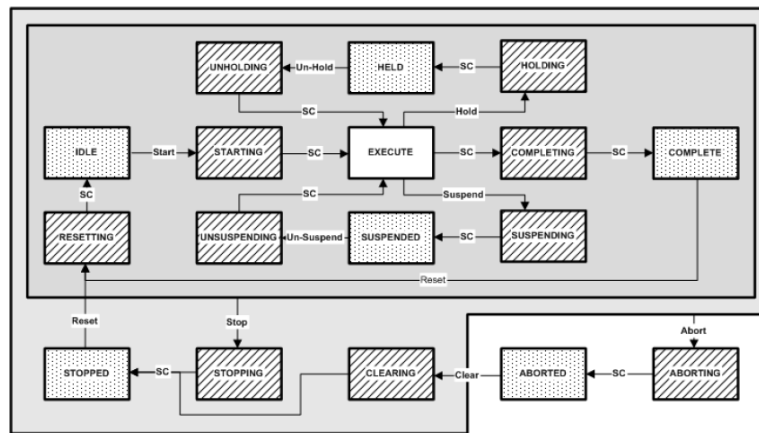 UNHOLDING
Un-Hold
HELD
SC
HOLDING
SC
Hold
IDLE
Start
STARTING
SC
EXECUTE
SC
COMPLETING
SC
COMPLETE
SC
SC
Suspend
RESETTING
UNSUSPENDING
Un-Suspend
SUSPENDED
SC
SUSPENDING
Reset
Reset
Stop
Abort
STOPPED
SC
STOPPING
CLEARING
Clear
ABORTED
SC
ABORTING